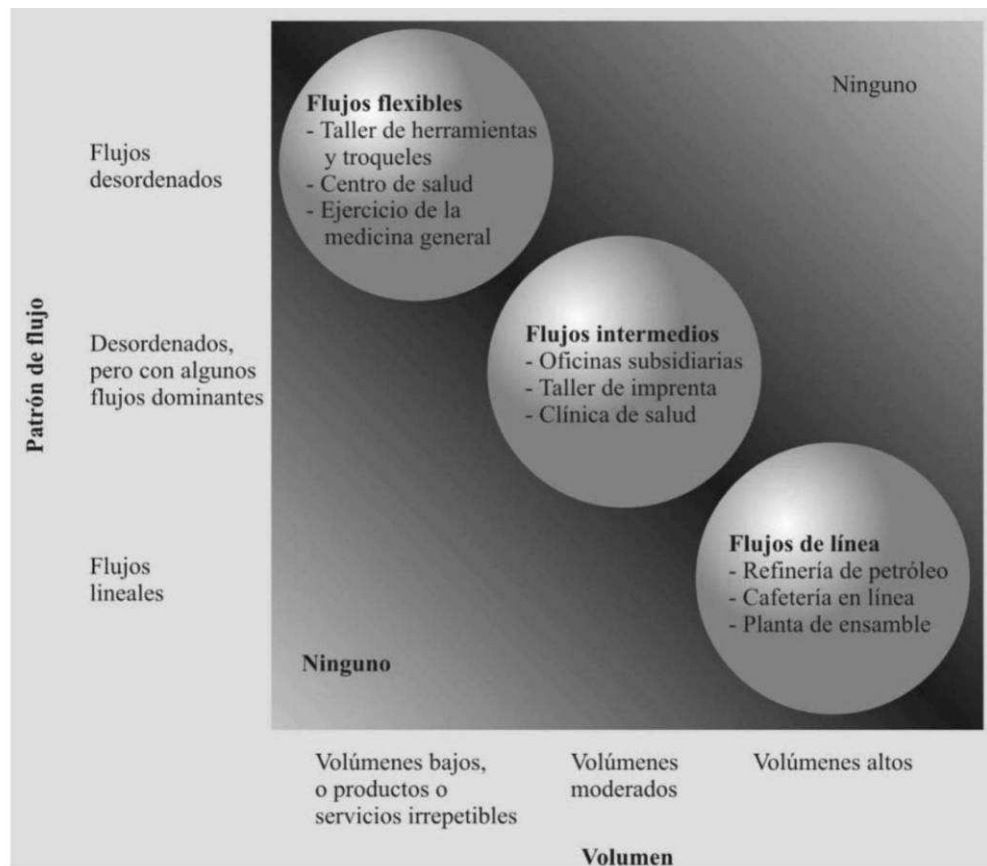 Flujos flexibles
- Taller de herramientas
y troqueles
- Centro de salud
- Ejercicio de la
medicina general
Ninguno
Flujos
desordenados
Flujos intermedios
- Oficinas subsidiarias
- Taller de imprenta
- Clínica de salud
Patrón de flujo
Desordenados,
pero con algunos
flujos dominantes
Flujos de línea
- Refinería de petróleo
- Cafetería en línea
- Planta de ensamble
Flujos
lineales
Ninguno
Volúmenes bajos,
o productos o
servicios irrepetibles
Volúmenes
moderados
Volúmenes altos
Volumen